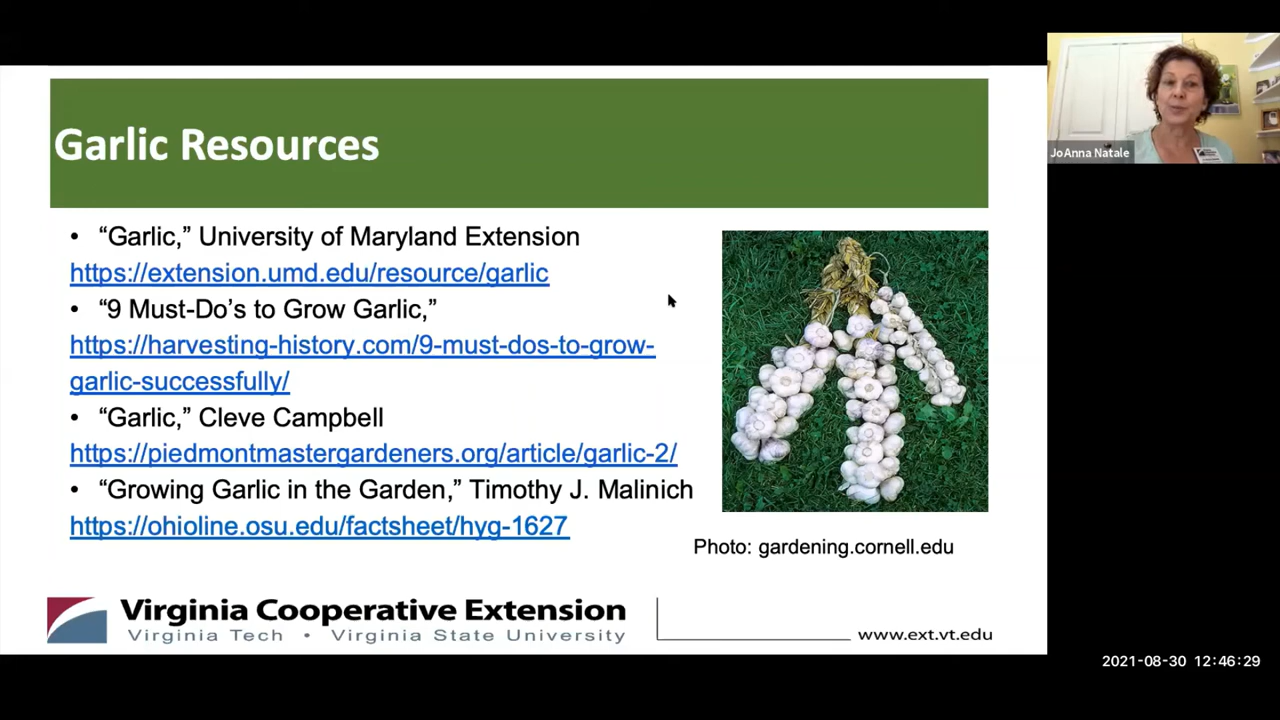 Garlic Resources
JoAnna Natale
• “Garlic,” University of Maryland Extension
https://extension.umd.edu/resource/garlic
• “9 Must-Do’s to Grow Garlic,”
https://harvesting-history.com/9-must-dos-to-grow-
garlic-successfully/
• “Garlic,” Cleve Campbell
https://piedmontmastergardeners.org/article/garlic-2/
• “Growing Garlic in the Garden,” Timothy J. Malinich
https://ohioline.osu.edu/factsheet/hyg-1627
Photo: gardening.cornell.edu
Virginia Cooperative Extension
Virginia Tech • Virginia State University
www.ext.vt.edu
2021-08-30 12:46:29